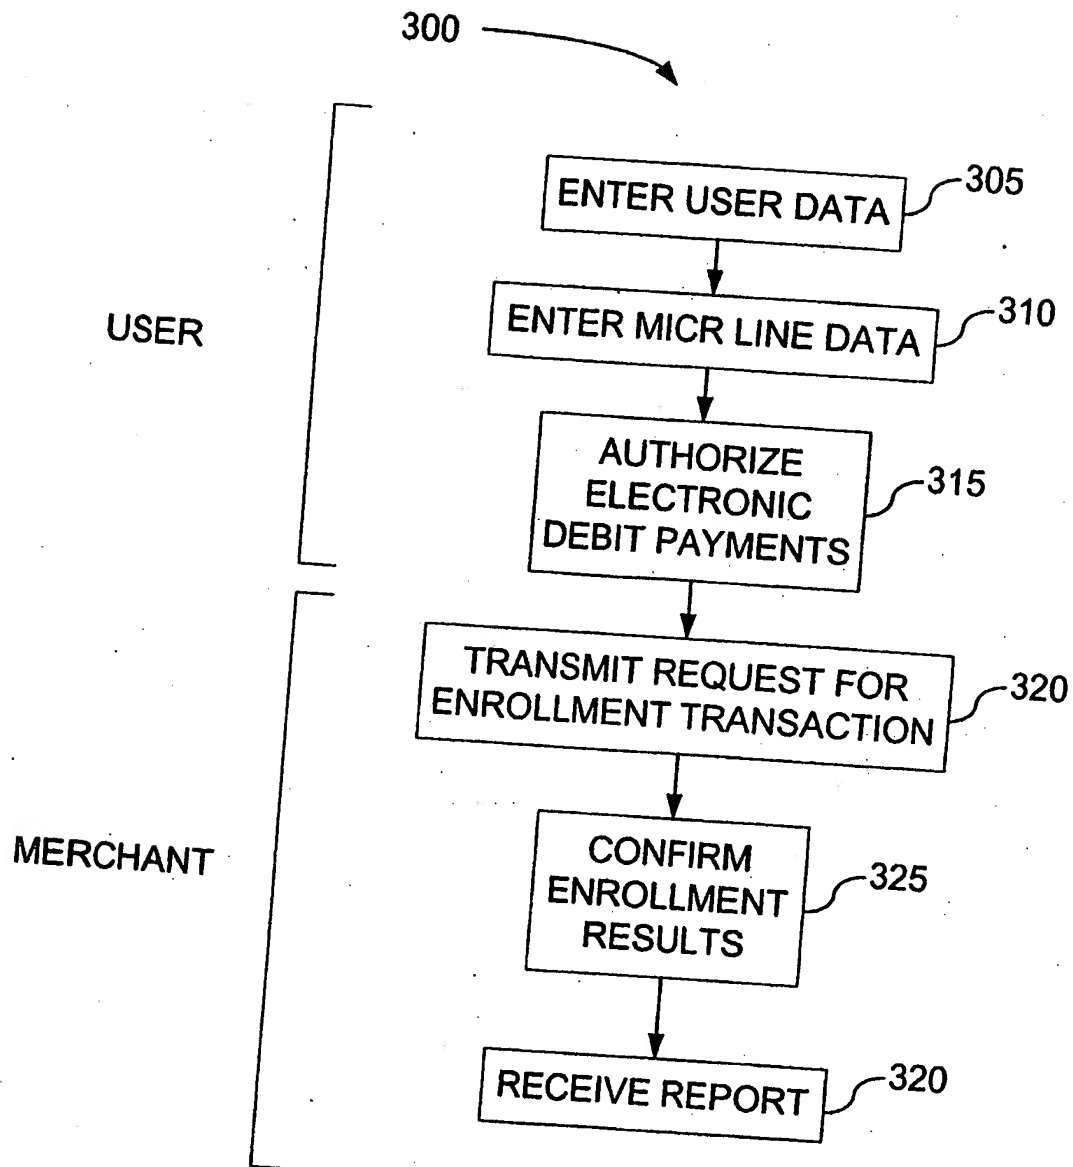 300
ENTER USER DATA
305
USER
ENTER MICR LINE DATA
310
AUTHORIZE
ELECTRONIC
DEBIT PAYMENTS
315
TRANSMIT REQUEST FOR
ENROLLMENT TRANSACTION
320
MERCHANT
CONFIRM
ENROLLMENT
RESULTS
325
RECEIVE REPORT
320